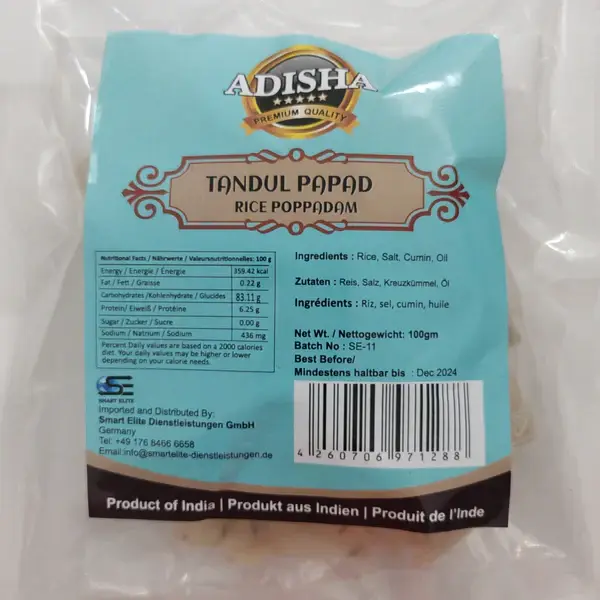 ADISHA
PREMIUM QUALITY
TANDUL PAPAD
RICE POPPADAM
Nutritional Facts / Nährwerte / Valeursnutritionnelles: 100 g
Energy / Energie / Énergie 359.42 kcal
Fat / Fett / Graisse 0.22 g
Carbohydrates /Kohlenhydrate / Glucides 83.11 g
Protein/ Eiweiß / Protéine 6.25 g
Sugar / Zucker / Sucre 0.00 g
Sodium / Natrium / Sodium 436 mg
Percent Daily values are based on a 2000 calories
diet. Your daily values may be higher or lower
depending on your calorie needs.
Ingredients : Rice, Salt, Cumin, Oil
Zutaten : Reis, Salz, Kreuzkümmel, Öl
Ingrédients : Riz, sel, cumin, huile
Net Wt. / Nettogewicht: 100gm
Batch No : SE-11
Best Before/
Mindestens haltbar bis : Dec 2024
SE
SMART ELITE
Imported and Distributed By:
Smart Elite Dienstleistungen GmbH
Germany
Tel: +49 176 8466 6658
Email:info@smartelite-dienstleistungen.de
4 260706 971288
Product of India | Produkt aus Indien | Produit de l'Inde